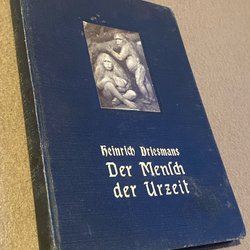 Heinrich Driesmans
Der Mensch
der Urzeit